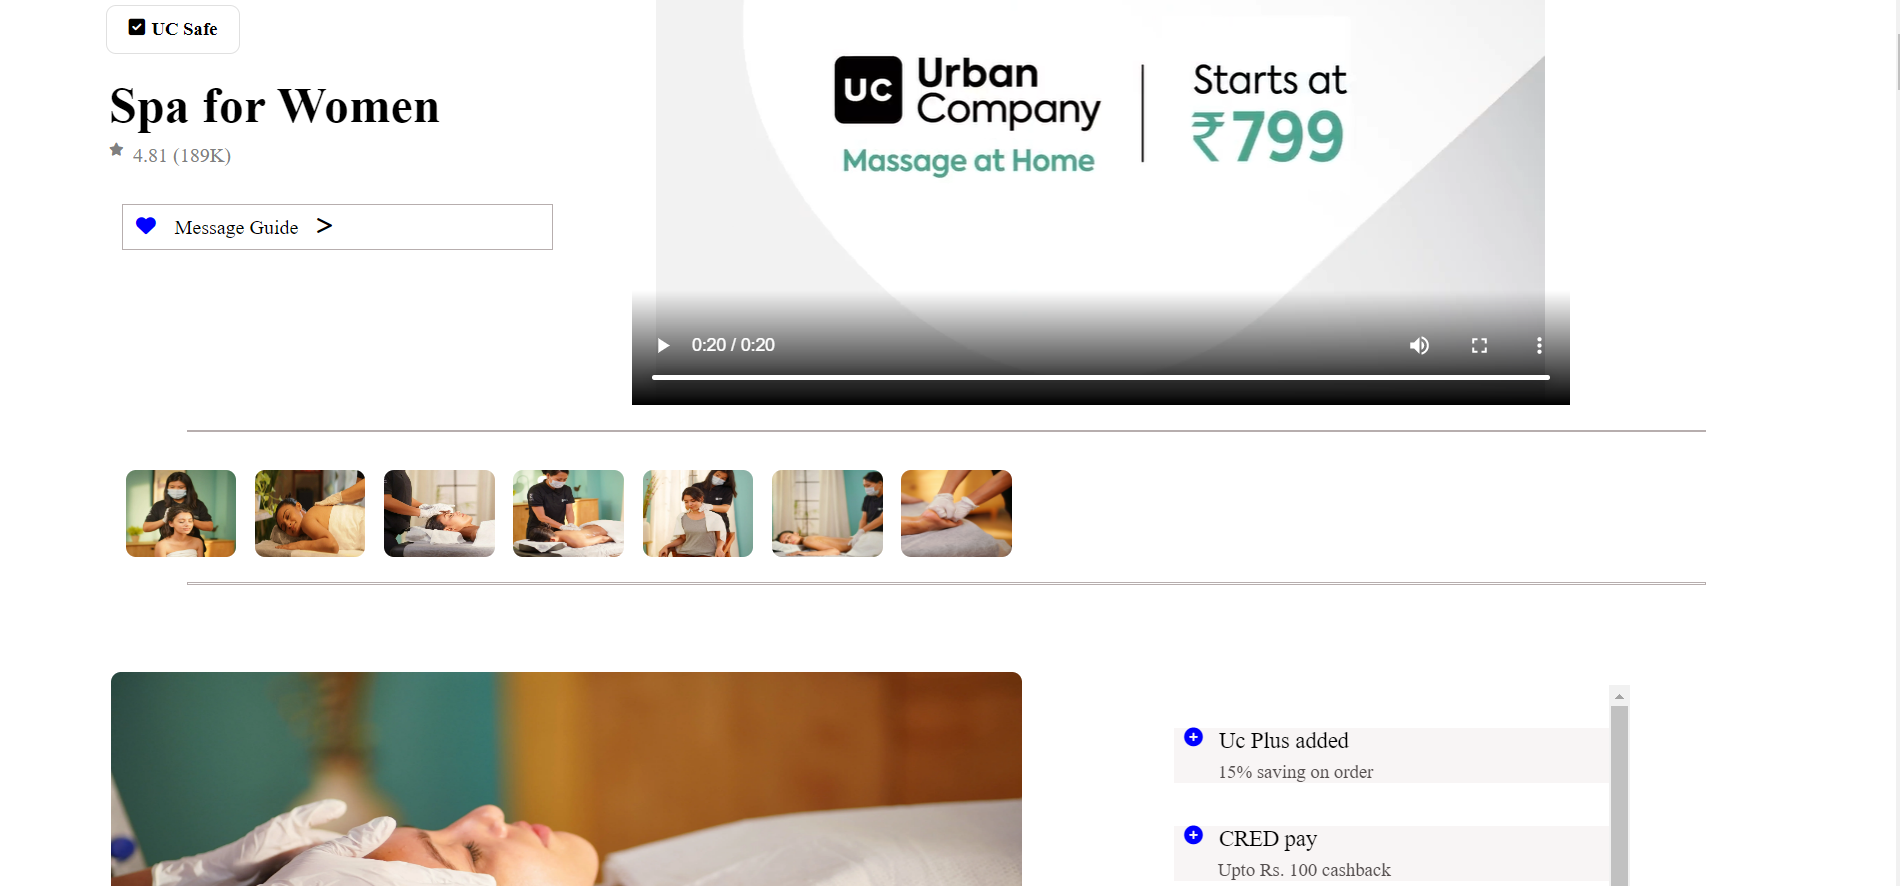 UC Safe
Spa for Women
4.81 (189K)
Message Guide >
UC Urban
Company
Massage at Home
Starts at
₹799
0:20 / 0:20
Uc Plus added
15% saving on order
CRED pay
Upto Rs. 100 cashback